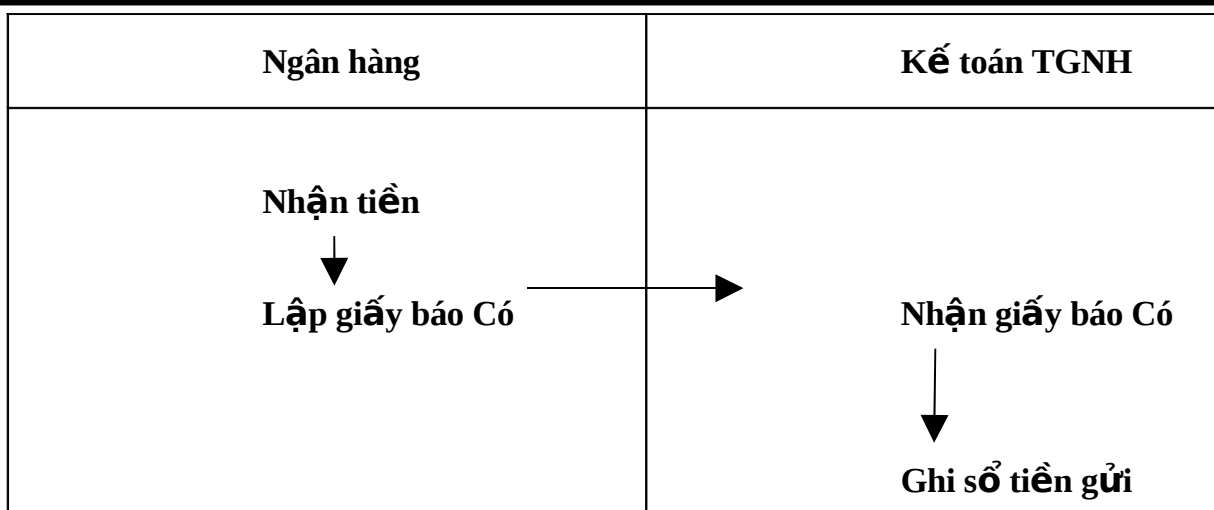 Ngân hàng
Kế toán TGNH
Nhận tiền
Lập giấy báo Có
Nhận giấy báo Có
Ghi sổ tiền gửi